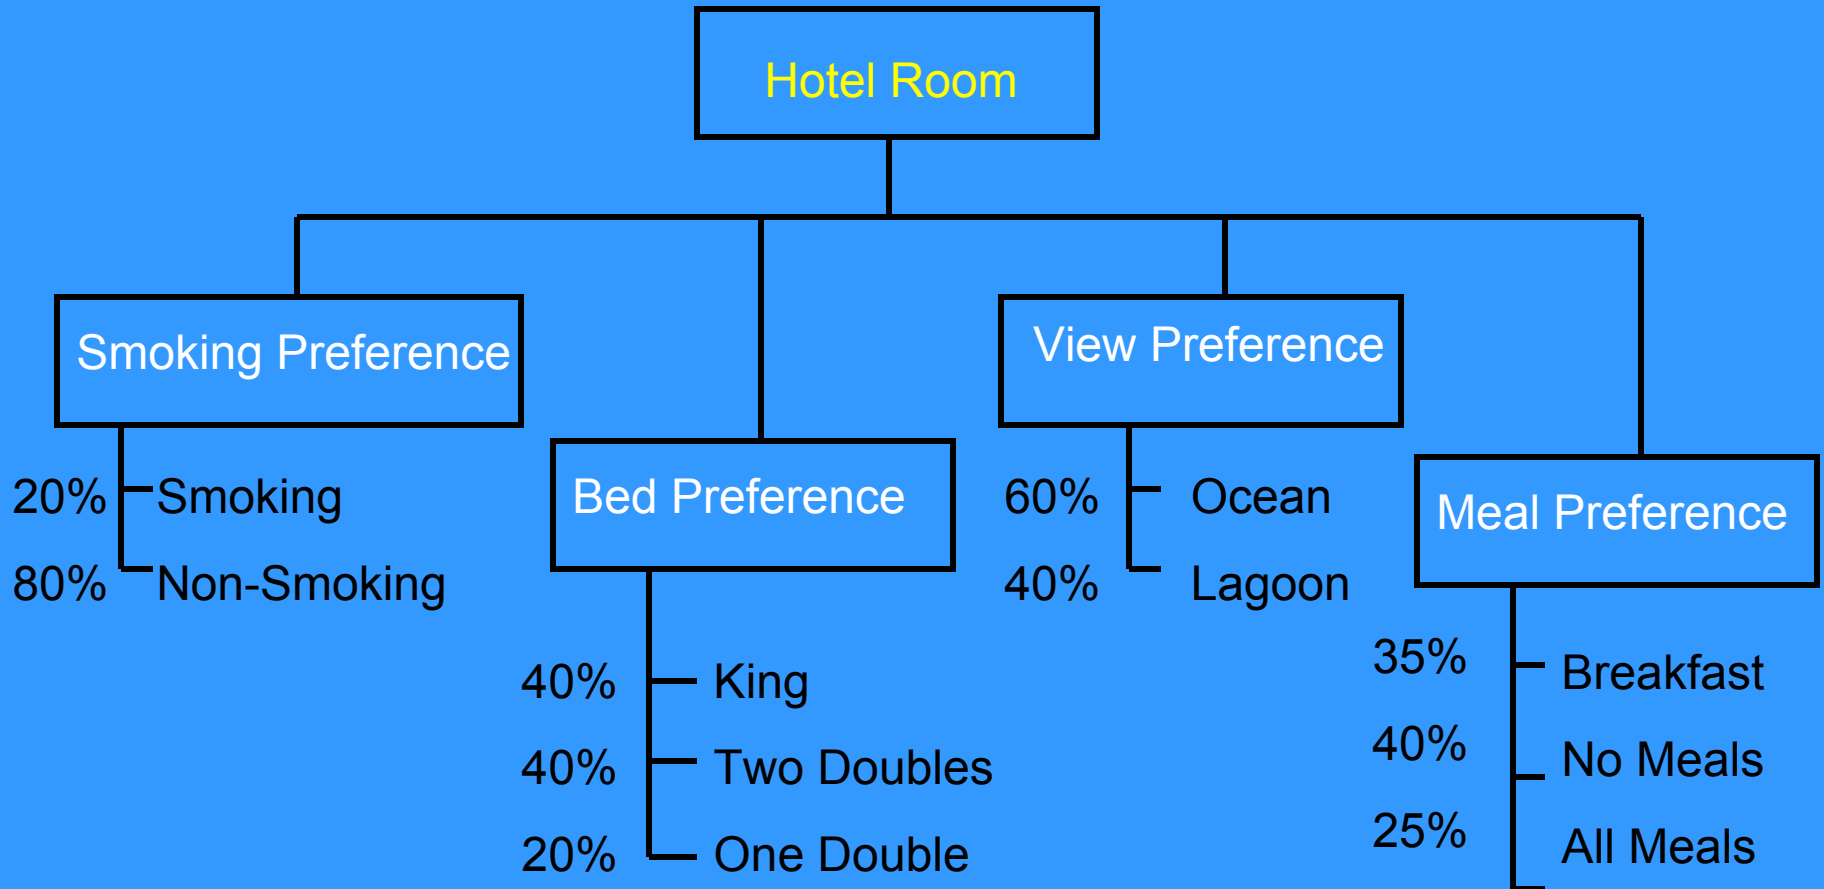 Hotel Room
Smoking Preference
20% Smoking
80% Non-Smoking
Bed Preference
40% King
40% Two Doubles
20% One Double
View Preference
60% Ocean
40% Lagoon
Meal Preference
35% Breakfast
40% No Meals
25% All Meals